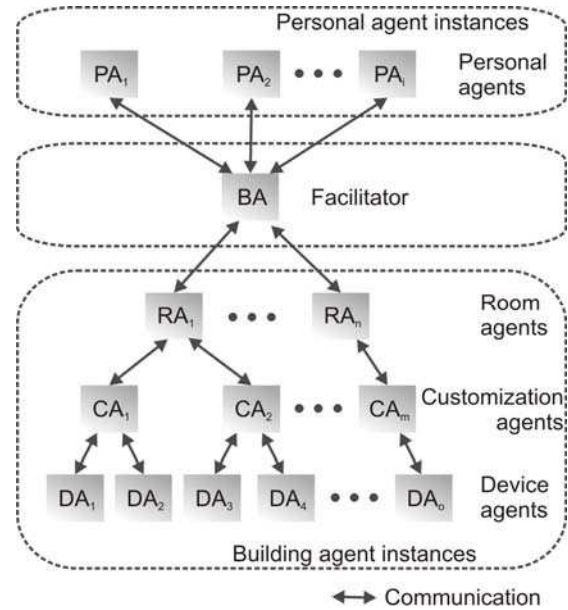 Personal agent instances
PA₁ PA₂ PAᵢ Personal
agents
BA Facilitator
RA₁ RAₙ Room
agents
CA₁ CA₂ CAₘ Customization
agents
DA₁ DA₂ DA₃ DA₄ DAₒ Device
agents
Building agent instances
Communication